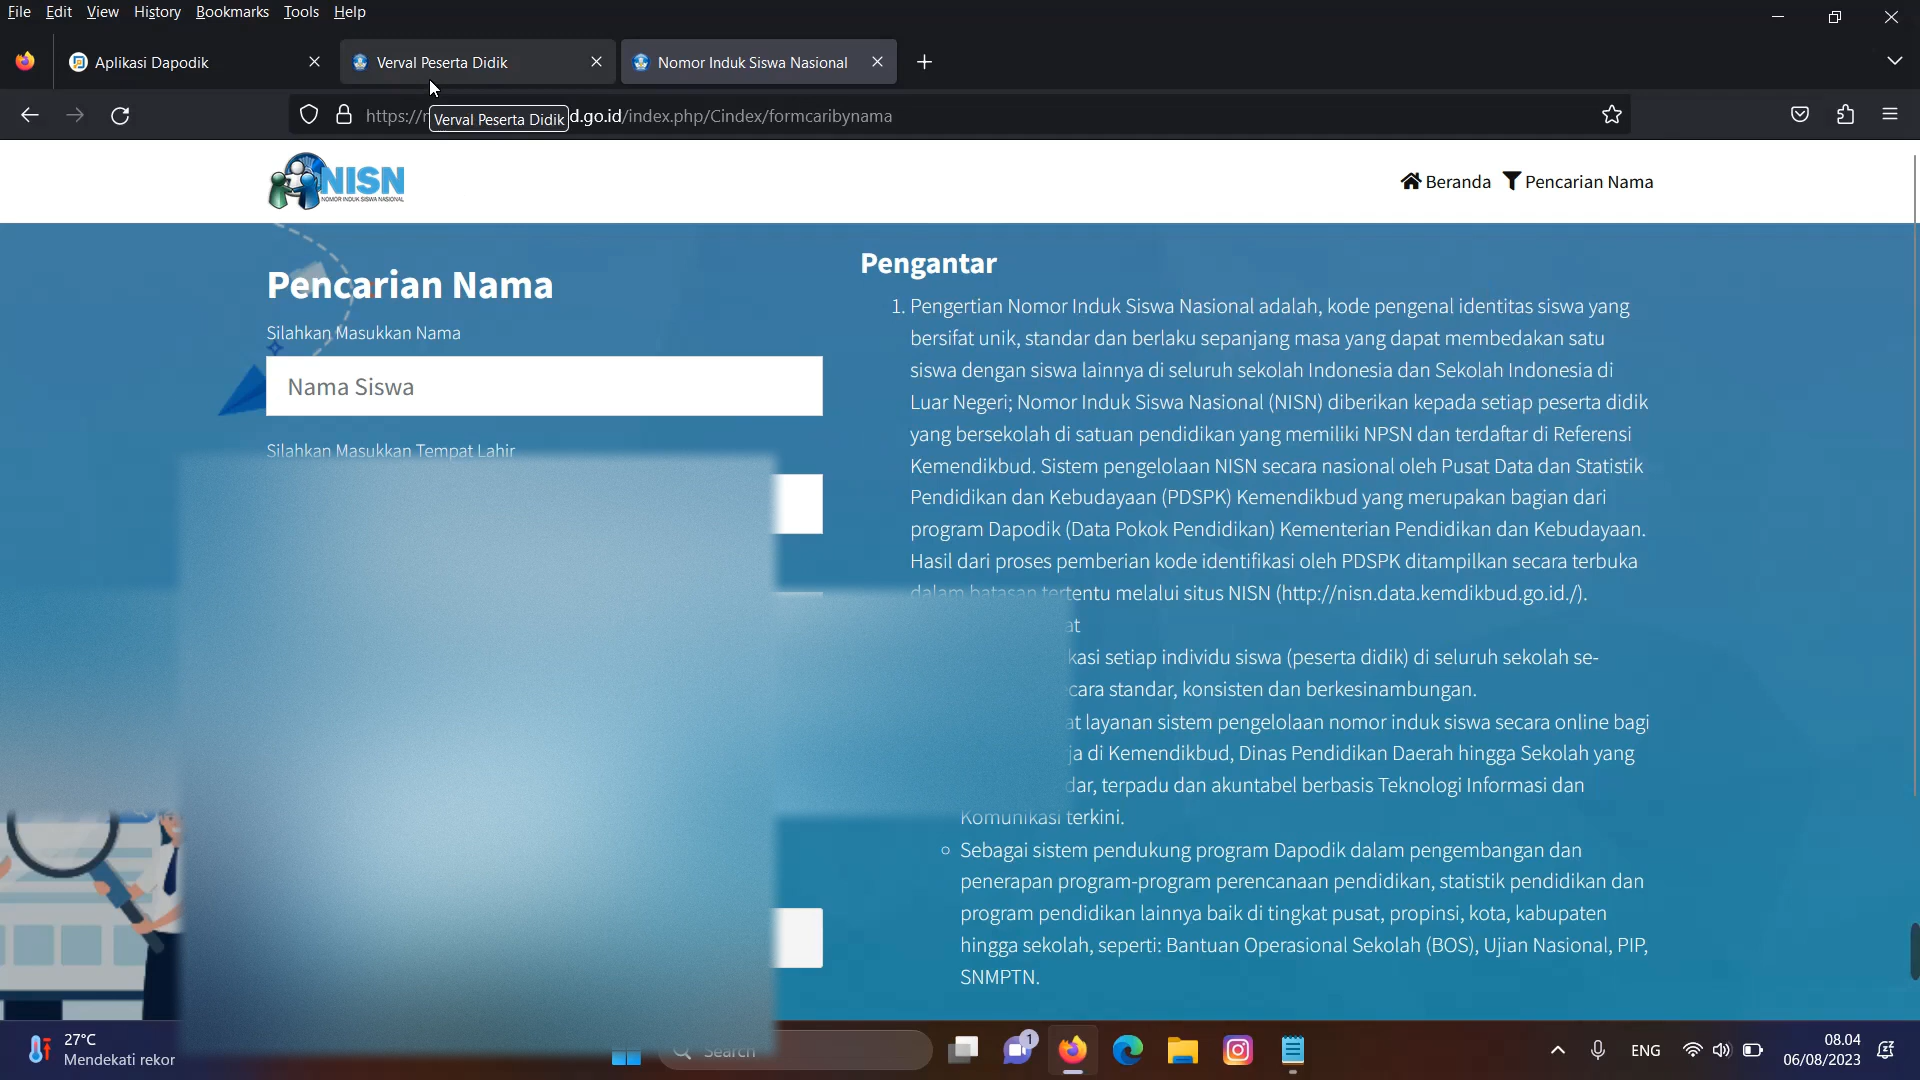 File Edit View History Bookmarks Tools Help
Aplikasi Dapodik
Verval Peserta Didik
Nomor Induk Siswa Nasional
https://
d.go.id/index.php/Cindex/formcaribynama
Verval Peserta Didik
NISN
NOMOR INDUK SISWA NASIONAL
Beranda
Pencarian Nama
Pencarian Nama
Silahkan Masukkan Nama
Nama Siswa
Silahkan Masukkan Tempat Lahir
Pengantar
1. Pengertian Nomor Induk Siswa Nasional adalah, kode pengenal identitas siswa yang
bersifat unik, standar dan berlaku sepanjang masa yang dapat membedakan satu
siswa dengan siswa lainnya di seluruh sekolah Indonesia dan Sekolah Indonesia di
Luar Negeri; Nomor Induk Siswa Nasional (NISN) diberikan kepada setiap peserta didik
yang bersekolah di satuan pendidikan yang memiliki NPSN dan terdaftar di Referensi
Kemendikbud. Sistem pengelolaan NISN secara nasional oleh Pusat Data dan Statistik
Pendidikan dan Kebudayaan (PDSPK) Kemendikbud yang merupakan bagian dari
program Dapodik (Data Pokok Pendidikan) Kementerian Pendidikan dan Kebudayaan.
Hasil dari proses pemberian kode identifikasi oleh PDSPK ditampilkan secara terbuka
dalam batasan tertentu melalui situs NISN (http://nisn.data.kemdikbud.go.id./).
at
kasi setiap individu siswa (peserta didik) di seluruh sekolah se-
cara standar, konsisten dan berkesinambungan.
at layanan sistem pengelolaan nomor induk siswa secara online bagi
ja di Kemendikbud, Dinas Pendidikan Daerah hingga Sekolah yang
dar, terpadu dan akuntabel berbasis Teknologi Informasi dan
Komunikasi terkini.
Sebagai sistem pendukung program Dapodik dalam pengembangan dan
penerapan program-program perencanaan pendidikan, statistik pendidikan dan
program pendidikan lainnya baik di tingkat pusat, propinsi, kota, kabupaten
hingga sekolah, seperti: Bantuan Operasional Sekolah (BOS), Ujian Nasional, PIP,
SNMPTN.
27°C
Mendekati rekor
Search
1
ENG
08.04
06/08/2023